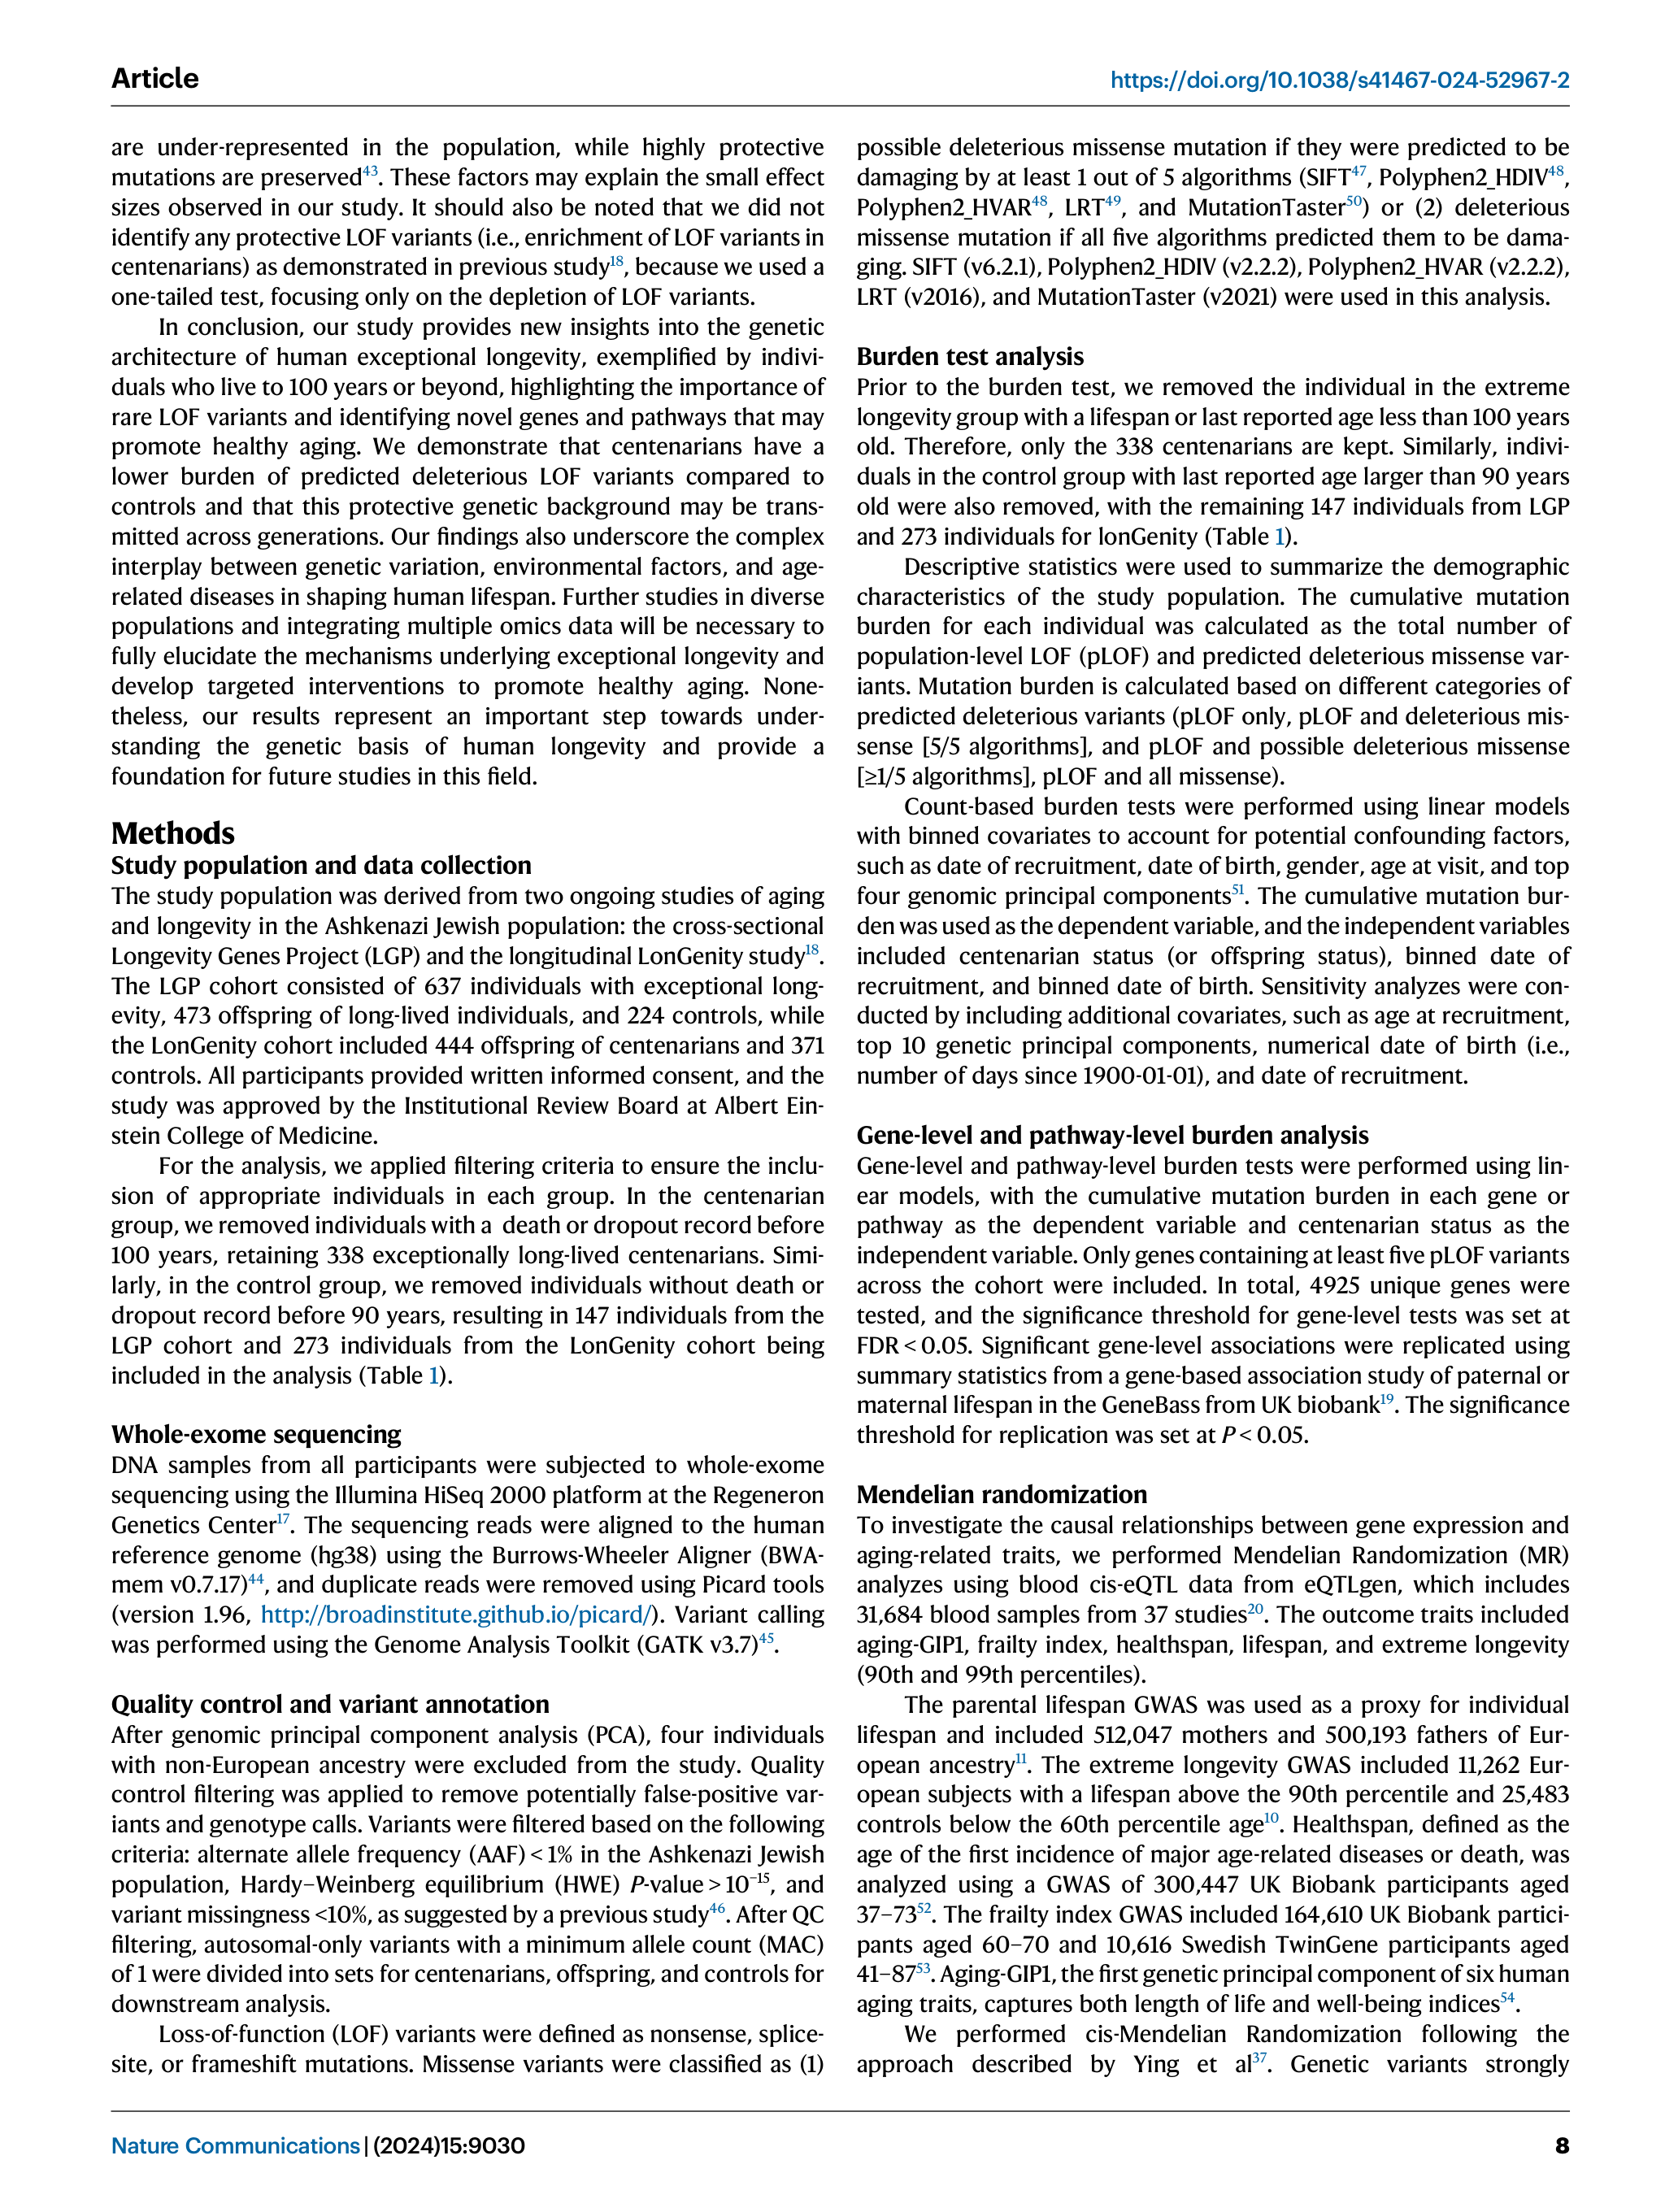 Article
https://doi.org/10.1038/s41467-024-52967-2
are under-represented in the population, while highly protective
mutations are preserved43. These factors may explain the small effect
sizes observed in our study. It should also be noted that we did not
identify any protective LOF variants (i.e., enrichment of LOF variants in
centenarians) as demonstrated in previous study18, because we used a
one-tailed test, focusing only on the depletion of LOF variants.
In conclusion, our study provides new insights into the genetic
architecture of human exceptional longevity, exemplified by indivi-
duals who live to 100 years or beyond, highlighting the importance of
rare LOF variants and identifying novel genes and pathways that may
promote healthy aging. We demonstrate that centenarians have a
lower burden of predicted deleterious LOF variants compared to
controls and that this protective genetic background may be trans-
mitted across generations. Our findings also underscore the complex
interplay between genetic variation, environmental factors, and age-
related diseases in shaping human lifespan. Further studies in diverse
populations and integrating multiple omics data will be necessary to
fully elucidate the mechanisms underlying exceptional longevity and
develop targeted interventions to promote healthy aging. None-
theless, our results represent an important step towards under-
standing the genetic basis of human longevity and provide a
foundation for future studies in this field.
Methods
Study population and data collection
The study population was derived from two ongoing studies of aging
and longevity in the Ashkenazi Jewish population: the cross-sectional
Longevity Genes Project (LGP) and the longitudinal LonGenity study18.
The LGP cohort consisted of 637 individuals with exceptional long-
evity, 473 offspring of long-lived individuals, and 224 controls, while
the LonGenity cohort included 444 offspring of centenarians and 371
controls. All participants provided written informed consent, and the
study was approved by the Institutional Review Board at Albert Ein-
stein College of Medicine.
For the analysis, we applied filtering criteria to ensure the inclu-
sion of appropriate individuals in each group. In the centenarian
group, we removed individuals with a death or dropout record before
100 years, retaining 338 exceptionally long-lived centenarians. Simi-
larly, in the control group, we removed individuals without death or
dropout record before 90 years, resulting in 147 individuals from the
LGP cohort and 273 individuals from the LonGenity cohort being
included in the analysis (Table 1).
Whole-exome sequencing
DNA samples from all participants were subjected to whole-exome
sequencing using the Illumina HiSeq 2000 platform at the Regeneron
Genetics Center17. The sequencing reads were aligned to the human
reference genome (hg38) using the Burrows-Wheeler Aligner (BWA-
mem v0.7.17)44, and duplicate reads were removed using Picard tools
(version 1.96, http://broadinstitute.github.io/picard/). Variant calling
was performed using the Genome Analysis Toolkit (GATK v3.7)45.
Quality control and variant annotation
After genomic principal component analysis (PCA), four individuals
with non-European ancestry were excluded from the study. Quality
control filtering was applied to remove potentially false-positive var-
iants and genotype calls. Variants were filtered based on the following
criteria: alternate allele frequency (AAF) < 1% in the Ashkenazi Jewish
population, Hardy–Weinberg equilibrium (HWE) P-value > 10−15, and
variant missingness <10%, as suggested by a previous study46. After QC
filtering, autosomal-only variants with a minimum allele count (MAC)
of 1 were divided into sets for centenarians, offspring, and controls for
downstream analysis.
Loss-of-function (LOF) variants were defined as nonsense, splice-
site, or frameshift mutations. Missense variants were classified as (1)
possible deleterious missense mutation if they were predicted to be
damaging by at least 1 out of 5 algorithms (SIFT47, Polyphen2_HDIV48,
Polyphen2_HVAR48, LRT49, and MutationTaster50) or (2) deleterious
missense mutation if all five algorithms predicted them to be dama-
ging. SIFT (v6.2.1), Polyphen2_HDIV (v2.2.2), Polyphen2_HVAR (v2.2.2),
LRT (v2016), and MutationTaster (v2021) were used in this analysis.
Burden test analysis
Prior to the burden test, we removed the individual in the extreme
longevity group with a lifespan or last reported age less than 100 years
old. Therefore, only the 338 centenarians are kept. Similarly, indivi-
duals in the control group with last reported age larger than 90 years
old were also removed, with the remaining 147 individuals from LGP
and 273 individuals for lonGenity (Table 1).
Descriptive statistics were used to summarize the demographic
characteristics of the study population. The cumulative mutation
burden for each individual was calculated as the total number of
population-level LOF (pLOF) and predicted deleterious missense var-
iants. Mutation burden is calculated based on different categories of
predicted deleterious variants (pLOF only, pLOF and deleterious mis-
sense [5/5 algorithms], and pLOF and possible deleterious missense
[≥1/5 algorithms], pLOF and all missense).
Count-based burden tests were performed using linear models
with binned covariates to account for potential confounding factors,
such as date of recruitment, date of birth, gender, age at visit, and top
four genomic principal components51. The cumulative mutation bur-
den was used as the dependent variable, and the independent variables
included centenarian status (or offspring status), binned date of
recruitment, and binned date of birth. Sensitivity analyzes were con-
ducted by including additional covariates, such as age at recruitment,
top 10 genetic principal components, numerical date of birth (i.e.,
number of days since 1900-01-01), and date of recruitment.
Gene-level and pathway-level burden analysis
Gene-level and pathway-level burden tests were performed using lin-
ear models, with the cumulative mutation burden in each gene or
pathway as the dependent variable and centenarian status as the
independent variable. Only genes containing at least five pLOF variants
across the cohort were included. In total, 4925 unique genes were
tested, and the significance threshold for gene-level tests was set at
FDR < 0.05. Significant gene-level associations were replicated using
summary statistics from a gene-based association study of paternal or
maternal lifespan in the GeneBass from UK biobank19. The significance
threshold for replication was set at P < 0.05.
Mendelian randomization
To investigate the causal relationships between gene expression and
aging-related traits, we performed Mendelian Randomization (MR)
analyzes using blood cis-eQTL data from eQTLgen, which includes
31,684 blood samples from 37 studies20. The outcome traits included
aging-GIP1, frailty index, healthspan, lifespan, and extreme longevity
(90th and 99th percentiles).
The parental lifespan GWAS was used as a proxy for individual
lifespan and included 512,047 mothers and 500,193 fathers of Eur-
opean ancestry11. The extreme longevity GWAS included 11,262 Eur-
opean subjects with a lifespan above the 90th percentile and 25,483
controls below the 60th percentile age10. Healthspan, defined as the
age of the first incidence of major age-related diseases or death, was
analyzed using a GWAS of 300,447 UK Biobank participants aged
37–7352. The frailty index GWAS included 164,610 UK Biobank partici-
pants aged 60–70 and 10,616 Swedish TwinGene participants aged
41–8753. Aging-GIP1, the first genetic principal component of six human
aging traits, captures both length of life and well-being indices54.
We performed cis-Mendelian Randomization following the
approach described by Ying et al37. Genetic variants strongly
Nature Communications | (2024)15:9030
8